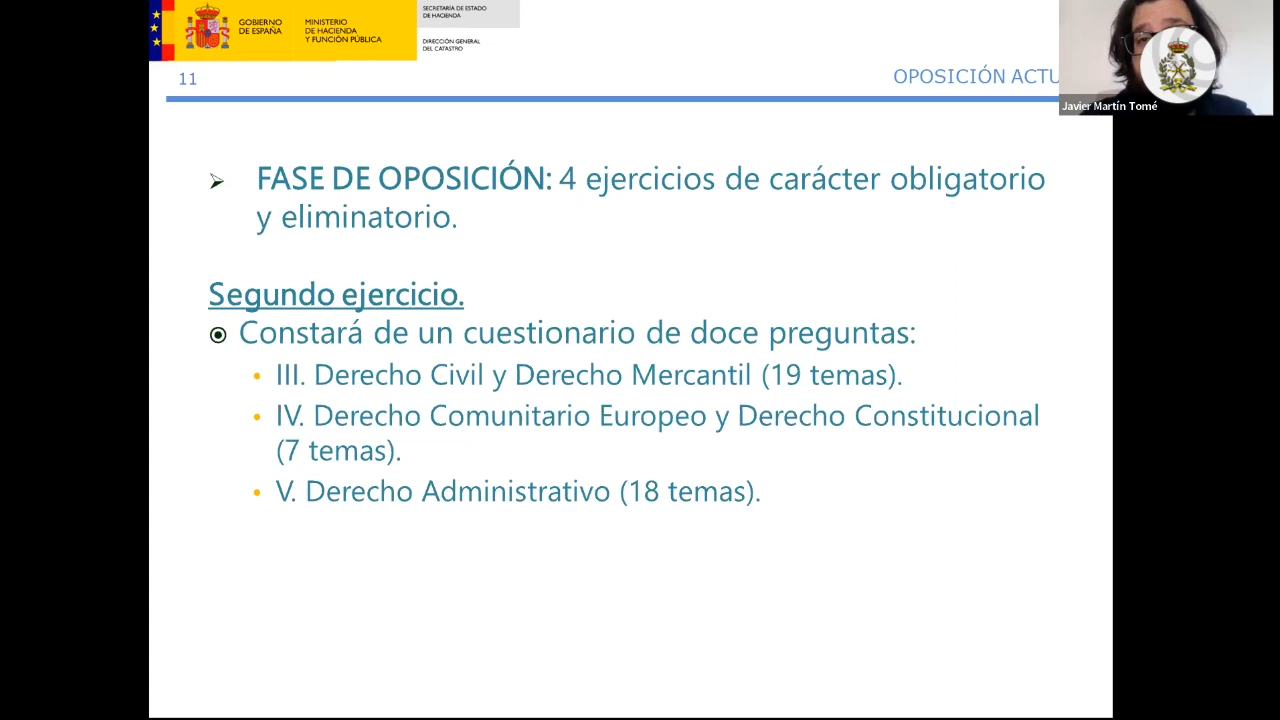 GOBIERNO
DE ESPAÑA
MINISTERIO
DE HACIENDA
Y FUNCIÓN PÚBLICA
SECRETARÍA DE ESTADO
DE HACIENDA
DIRECCIÓN GENERAL
DEL CATASTRO
11
OPOSICIÓN ACTU
Javier Martín Tomé
➢ FASE DE OPOSICIÓN: 4 ejercicios de carácter obligatorio
y eliminatorio.
Segundo ejercicio.
Constará de un cuestionario de doce preguntas:
• III. Derecho Civil y Derecho Mercantil (19 temas).
• IV. Derecho Comunitario Europeo y Derecho Constitucional
(7 temas).
• V. Derecho Administrativo (18 temas).